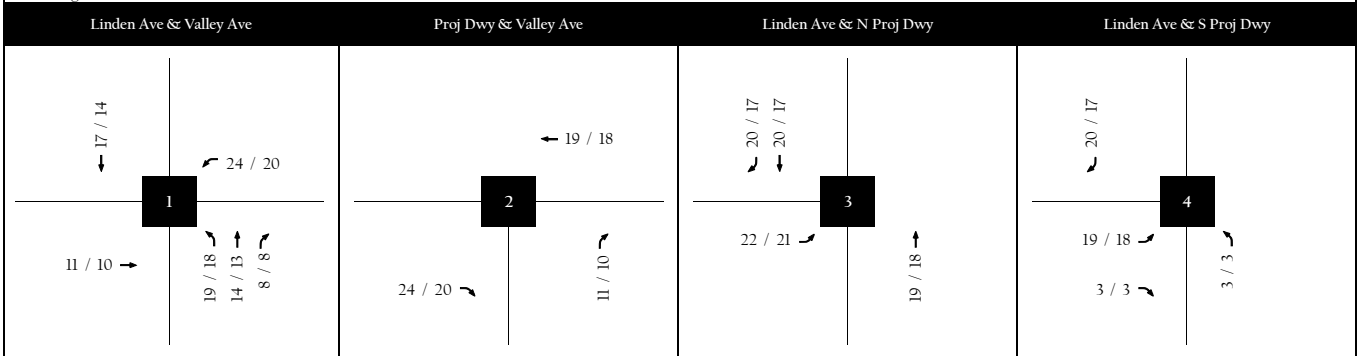 Linden Ave & Valley Ave
17 / 14
24 / 20
1
11 / 10
19 / 18
14 / 13
8 / 8
Proj Dwy & Valley Ave
19 / 18
2
24 / 20
11 / 10
Linden Ave & N Proj Dwy
20 / 17
20 / 17
3
22 / 21
19 / 18
Linden Ave & S Proj Dwy
20 / 17
4
19 / 18
3 / 3
3 / 3